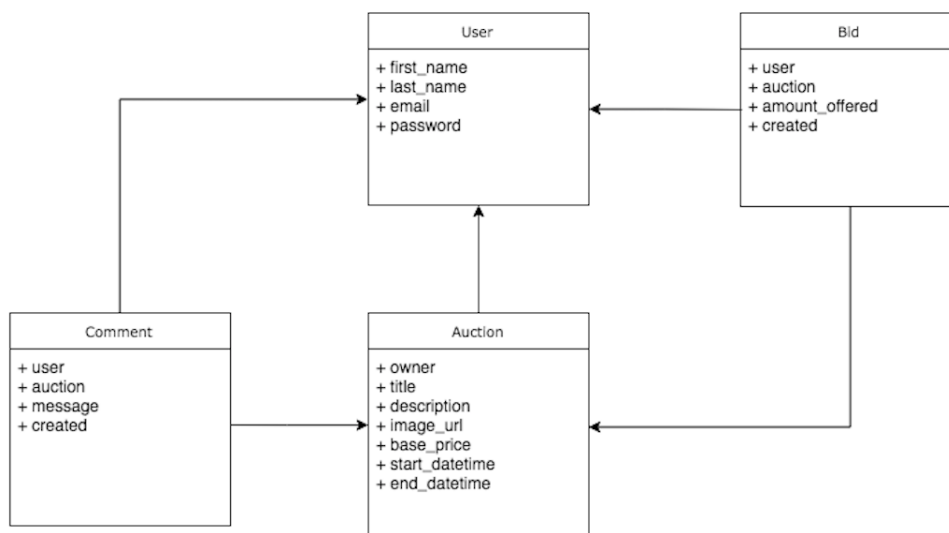 User
+ first_name
+ last_name
+ email
+ password
Bid
+ user
+ auction
+ amount_offered
+ created
Comment
+ user
+ auction
+ message
+ created
Auction
+ owner
+ title
+ description
+ image_url
+ base_price
+ start_datetime
+ end_datetime